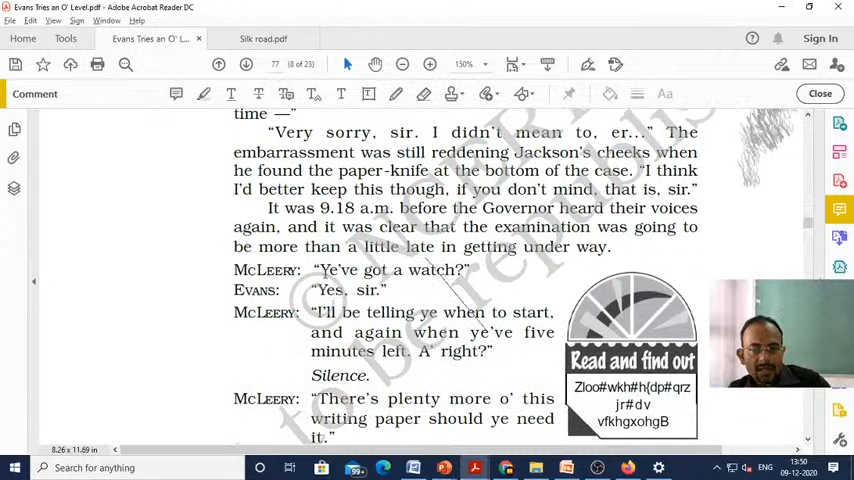 Evans Tries an O' Level.pdf - Adobe Acrobat Reader DC
File Edit View Sign Window Help
Home Tools Evans Tries an O' L... × Silk road.pdf Sign In
77 (8 of 23) 150%
Comment Close
time —"
"Very sorry, sir. I didn't mean to, er..." The
embarrassment was still reddening Jackson's cheeks when
he found the paper-knife at the bottom of the case. "I think
I'd better keep this though, if you don't mind, that is, sir."
It was 9.18 a.m. before the Governor heard their voices
again, and it was clear that the examination was going to
be more than a little late in getting under way.
MCLEERY: "Ye've got a watch?"
EVANS: "Yes, sir."
MCLEERY: "I'll be telling ye when to start,
and again when ye've five
minutes left. A' right?"
Silence.
MCLEERY: "There's plenty more o' this
writing paper should ye need
it."
Read and find out
Zloo#wkh#h{dp#qrz
jr#dv
vfkhgxohgB
© NCERT
to be republis
8.26 x 11.69 in
Search for anything
99+
ENG
13:50
09-12-2020